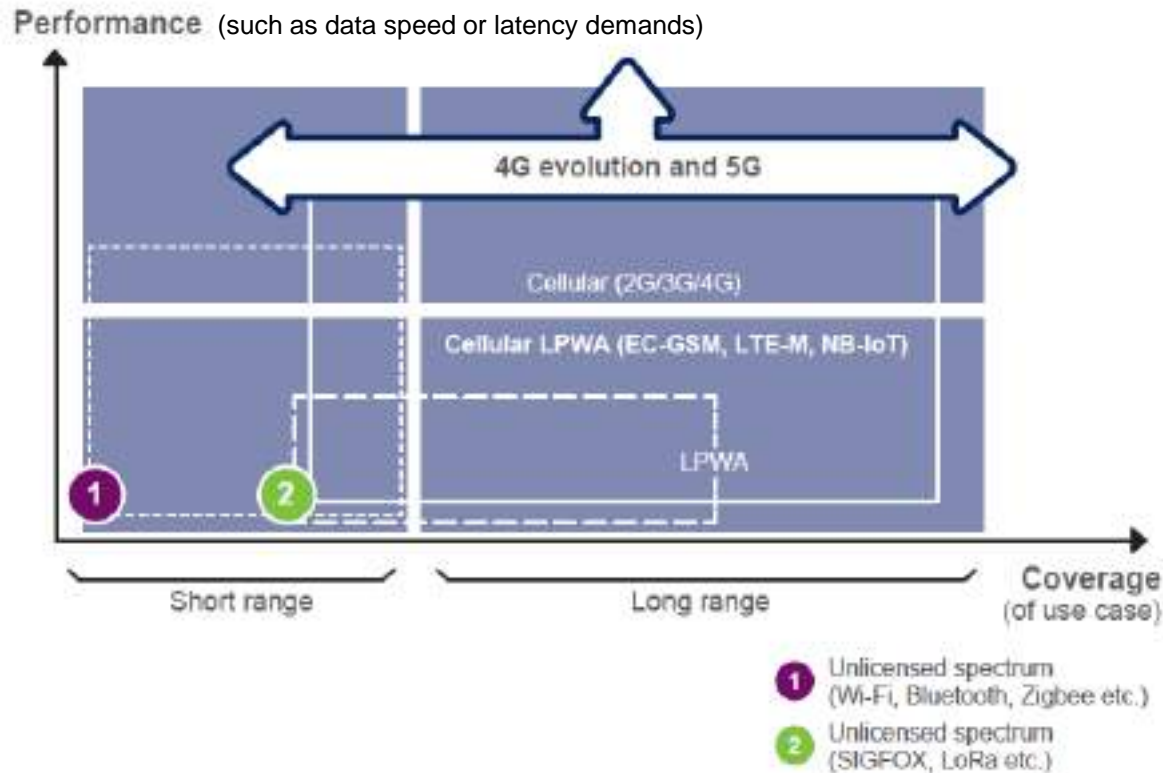 Performance (such as data speed or latency demands)
4G evolution and 5G
Cellular (2G/3G/4G)
Cellular LPWA (EC-GSM, LTE-M, NB-IoT)
LPWA
1
2
Short range
Long range
Coverage
(of use case)
1 Unlicensed spectrum
(Wi-Fi, Bluetooth, Zigbee etc.)
2 Unlicensed spectrum
(SIGFOX, LoRa etc.)